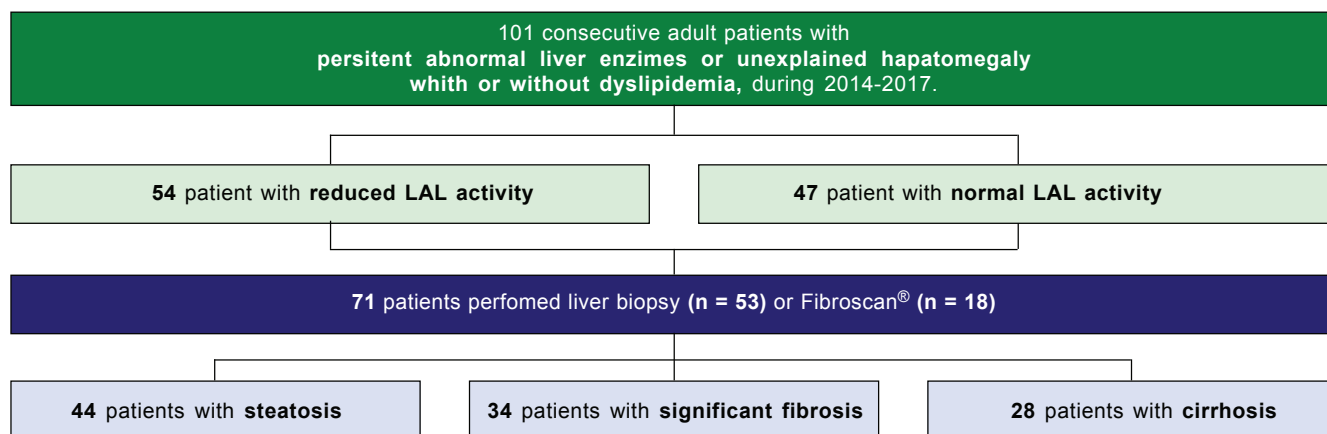 101 consecutive adult patients with
persitent abnormal liver enzimes or unexplained hapatomegaly
whith or without dyslipidemia, during 2014-2017.
54 patient with reduced LAL activity
47 patient with normal LAL activity
71 patients perfomed liver biopsy (n = 53) or Fibroscan® (n = 18)
44 patients with steatosis
34 patients with significant fibrosis
28 patients with cirrhosis